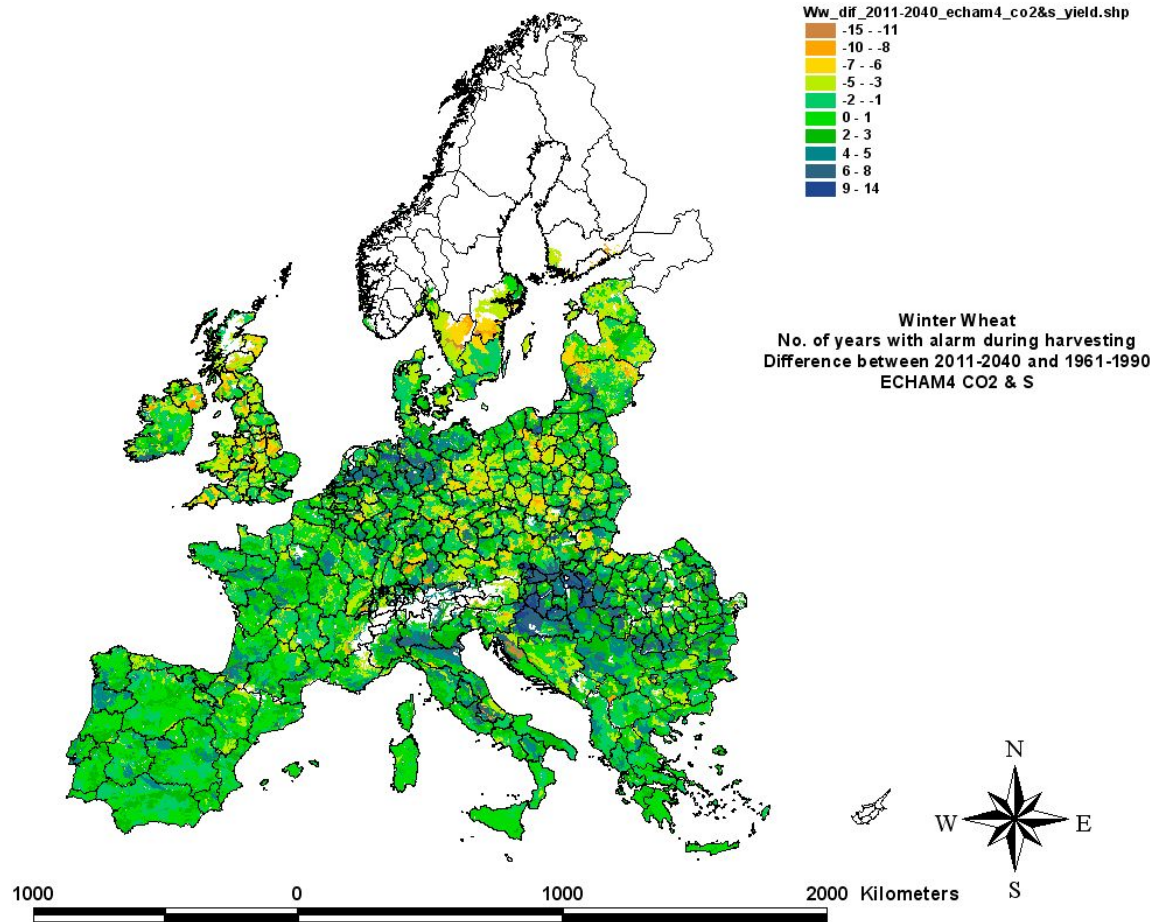 Ww_dif_2011-2040_echam4_co2&s_yield.shp
-15 - -11
-10 - -8
-7 - -6
-5 - -3
-2 - -1
0 - 1
2 - 3
4 - 5
6 - 8
9 - 14
Winter Wheat
No. of years with alarm during harvesting
Difference between 2011-2040 and 1961-1990
ECHAM4 CO2 & S
N
W E
S
1000 0 1000 2000 Kilometers